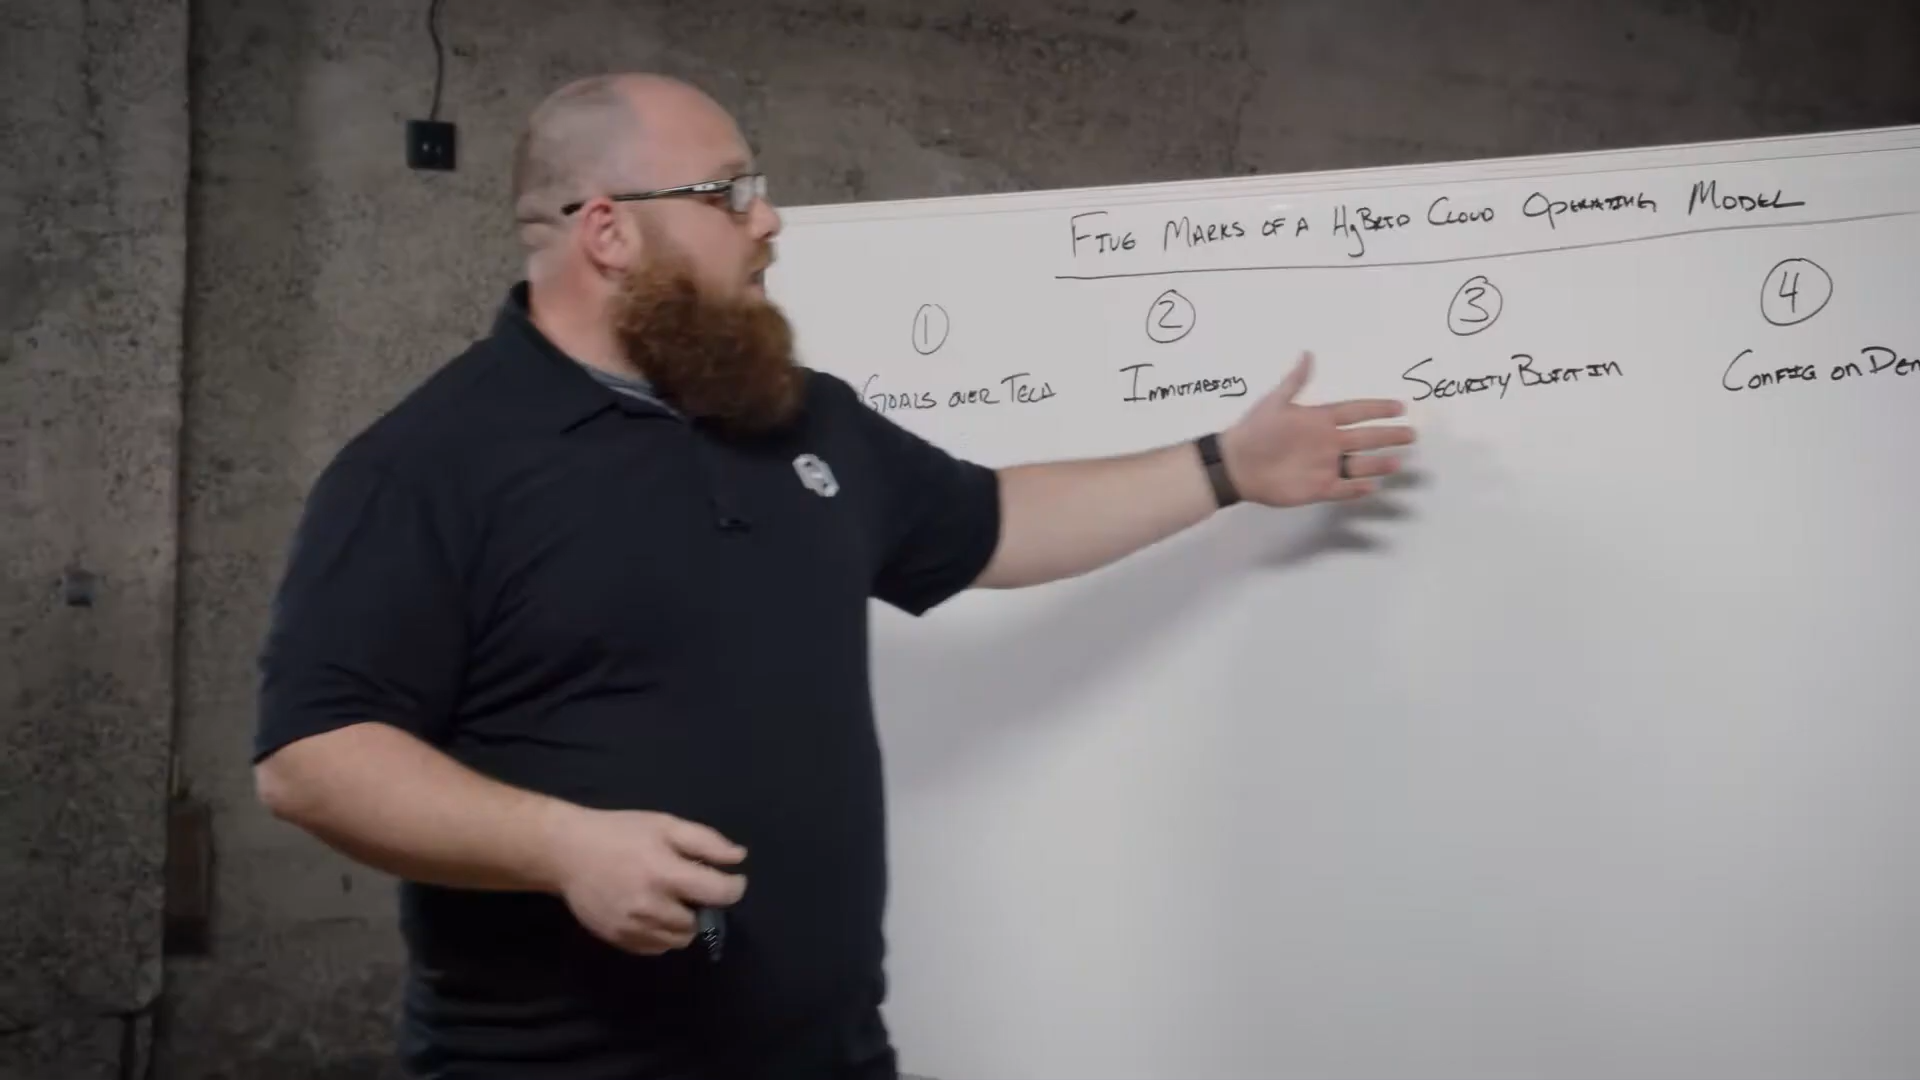 FIVE MARKS OF A HyBRID CLOUD OPERATING MODEL
1 2 3 4
GOALS OVER TECH IMMUTABILITY SECURITY BUILT IN CONFIG ON DEM